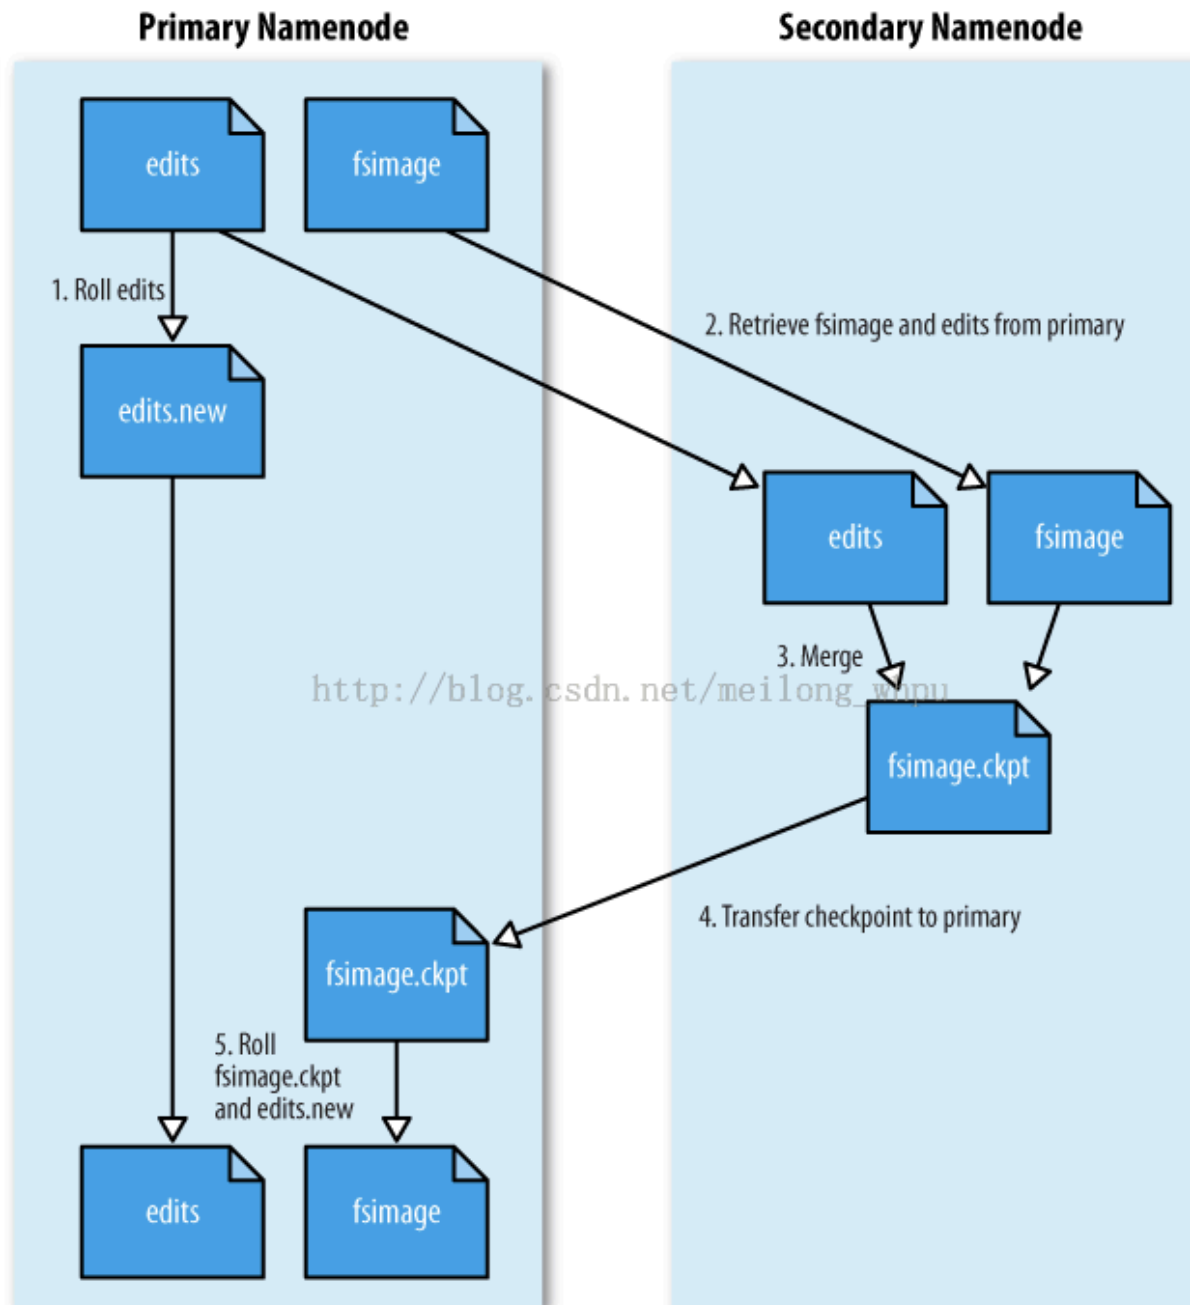 Primary Namenode
Secondary Namenode
edits
fsimage
1. Roll edits
2. Retrieve fsimage and edits from primary
edits.new
edits
fsimage
3. Merge
http://blog.csdn.net/meilong_whpu
fsimage.ckpt
4. Transfer checkpoint to primary
fsimage.ckpt
5. Roll
fsimage.ckpt
and edits.new
edits
fsimage